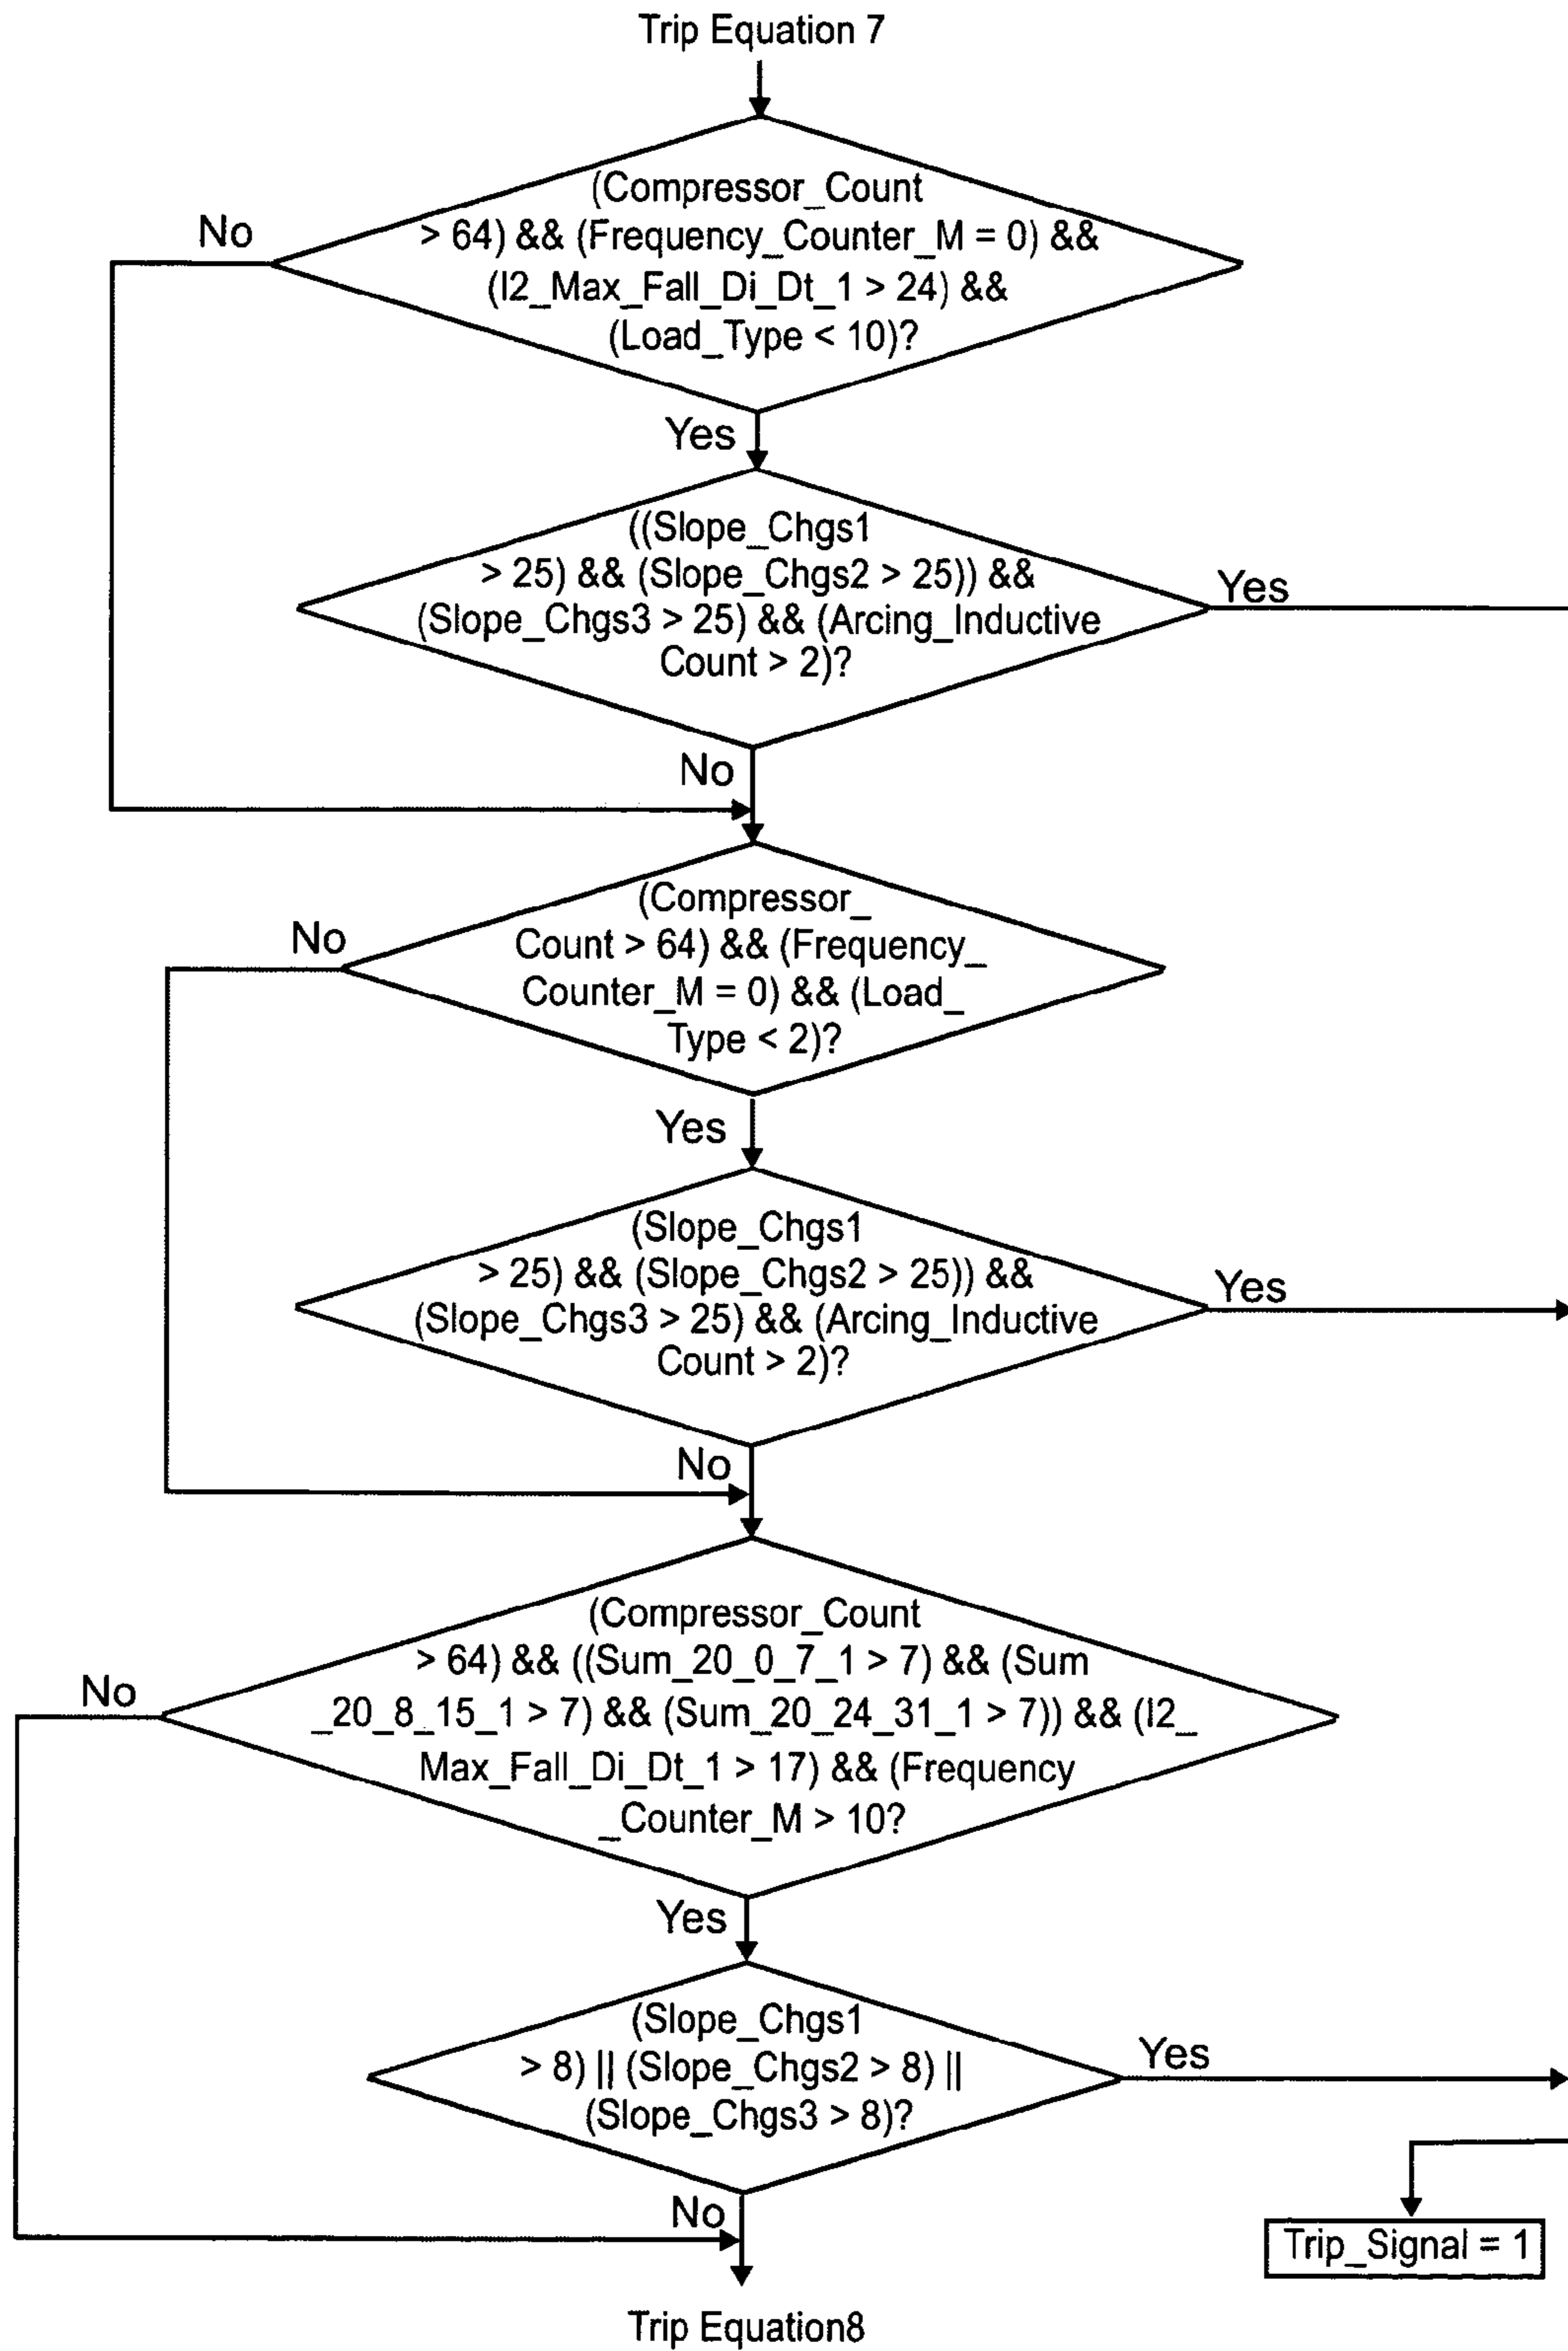 Trip Equation 7
(Compressor_Count
> 64) && (Frequency_Counter_M = 0) &&
(I2_Max_Fall_Di_Dt_1 > 24) &&
(Load_Type < 10)?
No
Yes
((Slope_Chgs1
> 25) && (Slope_Chgs2 > 25)) &&
(Slope_Chgs3 > 25) && (Arcing_Inductive
Count > 2)?
Yes
No
(Compressor_
Count > 64) && (Frequency_
Counter_M = 0) && (Load_
Type < 2)?
No
Yes
(Slope_Chgs1
> 25) && (Slope_Chgs2 > 25)) &&
(Slope_Chgs3 > 25) && (Arcing_Inductive
Count > 2)?
Yes
No
(Compressor_Count
> 64) && ((Sum_20_0_7_1 > 7) && (Sum
_20_8_15_1 > 7) && (Sum_20_24_31_1 > 7)) && (I2_
Max_Fall_Di_Dt_1 > 17) && (Frequency
_Counter_M > 10?
No
Yes
(Slope_Chgs1
> 8) || (Slope_Chgs2 > 8) ||
(Slope_Chgs3 > 8)?
Yes
No
Trip_Signal = 1
Trip Equation8